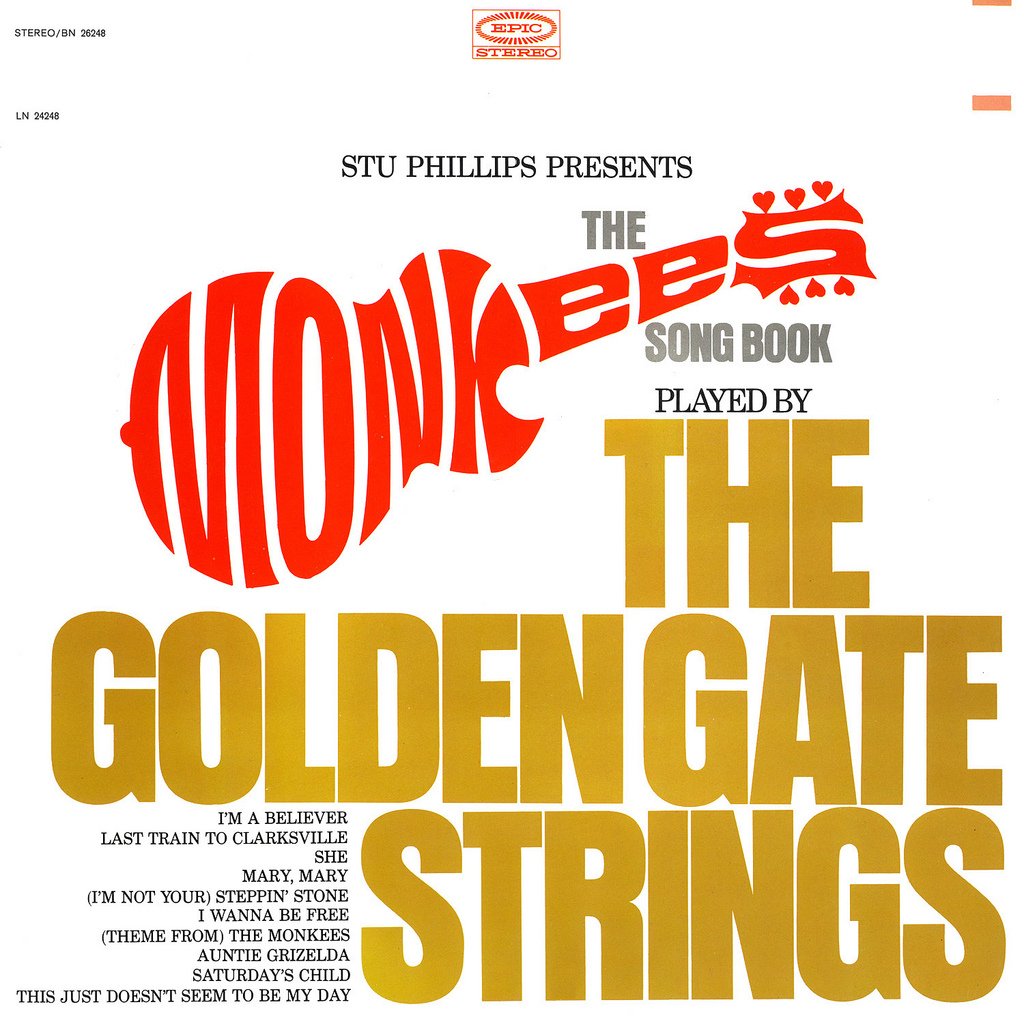 STEREO/BN 26248
EPIC
STEREO
LN 24248
STU PHILLIPS PRESENTS
THE
MONKEES
SONG BOOK
PLAYED BY
THE
GOLDEN GATE
STRINGS
I'M A BELIEVER
LAST TRAIN TO CLARKSVILLE
SHE
MARY, MARY
(I'M NOT YOUR) STEPPIN' STONE
I WANNA BE FREE
(THEME FROM) THE MONKEES
AUNTIE GRIZELDA
SATURDAY'S CHILD
THIS JUST DOESN'T SEEM TO BE MY DAY